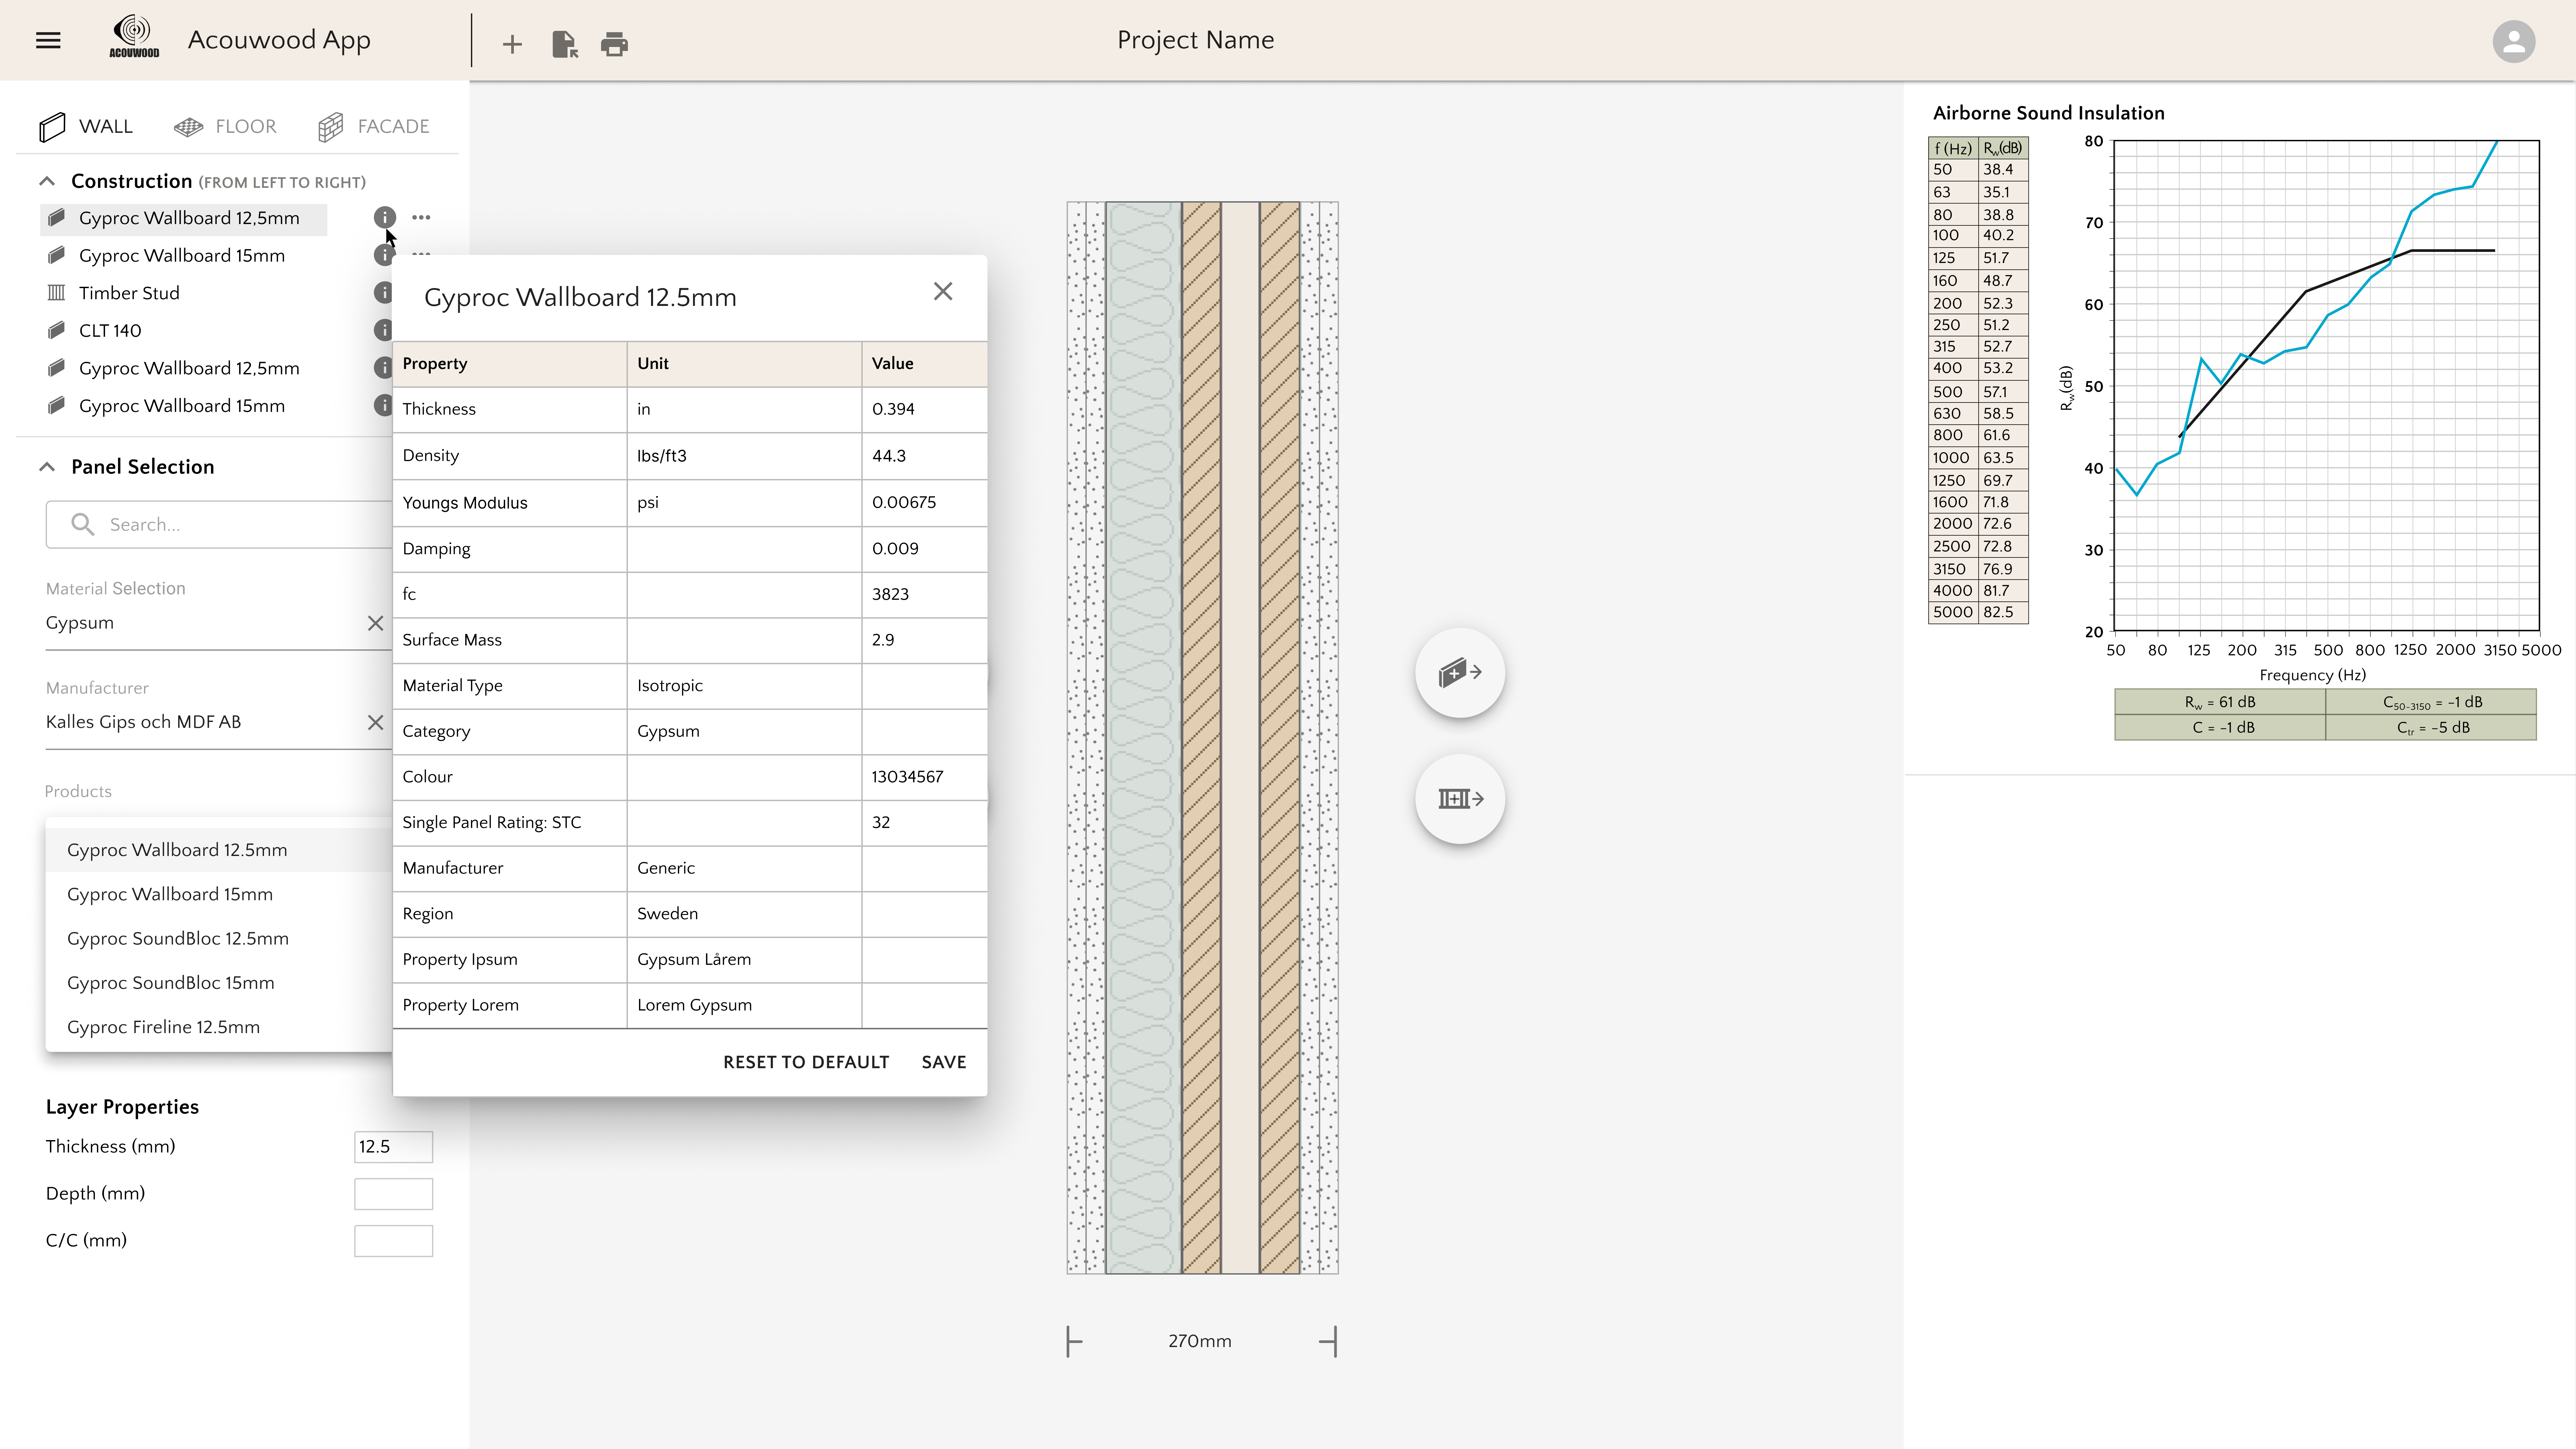 ACOUWOOD
Acouwood App
Project Name
WALL
FLOOR
FACADE
Construction (FROM LEFT TO RIGHT)
Gyproc Wallboard 12,5mm
Gyproc Wallboard 15mm
Timber Stud
CLT 140
Gyproc Wallboard 12,5mm
Gyproc Wallboard 15mm
Panel Selection
Search...
Material Selection
Gypsum
Manufacturer
Kalles Gips och MDF AB
Products
Gyproc Wallboard 12.5mm
Gyproc Wallboard 15mm
Gyproc SoundBloc 12.5mm
Gyproc SoundBloc 15mm
Gyproc Fireline 12.5mm
Layer Properties
Thickness (mm) 12.5
Depth (mm)
C/C (mm)
Gyproc Wallboard 12.5mm
Property Unit Value
Thickness in 0.394
Density lbs/ft3 44.3
Youngs Modulus psi 0.00675
Damping 0.009
fc 3823
Surface Mass 2.9
Material Type Isotropic
Category Gypsum
Colour 13034567
Single Panel Rating: STC 32
Manufacturer Generic
Region Sweden
Property Ipsum Gypsum Lårem
Property Lorem Lorem Gypsum
RESET TO DEFAULT SAVE
270mm
Airborne Sound Insulation
f (Hz) Rw(dB)
50 38.4
63 35.1
80 38.8
100 40.2
125 51.7
160 48.7
200 52.3
250 51.2
315 52.7
400 53.2
500 57.1
630 58.5
800 61.6
1000 63.5
1250 69.7
1600 71.8
2000 72.6
2500 72.8
3150 76.9
4000 81.7
5000 82.5
80
70
60
50
40
30
20
Rw(dB)
50 80 125 200 315 500 800 1250 2000 3150 5000
Frequency (Hz)
Rw = 61 dB C50-3150 = -1 dB
C = -1 dB Ctr = -5 dB